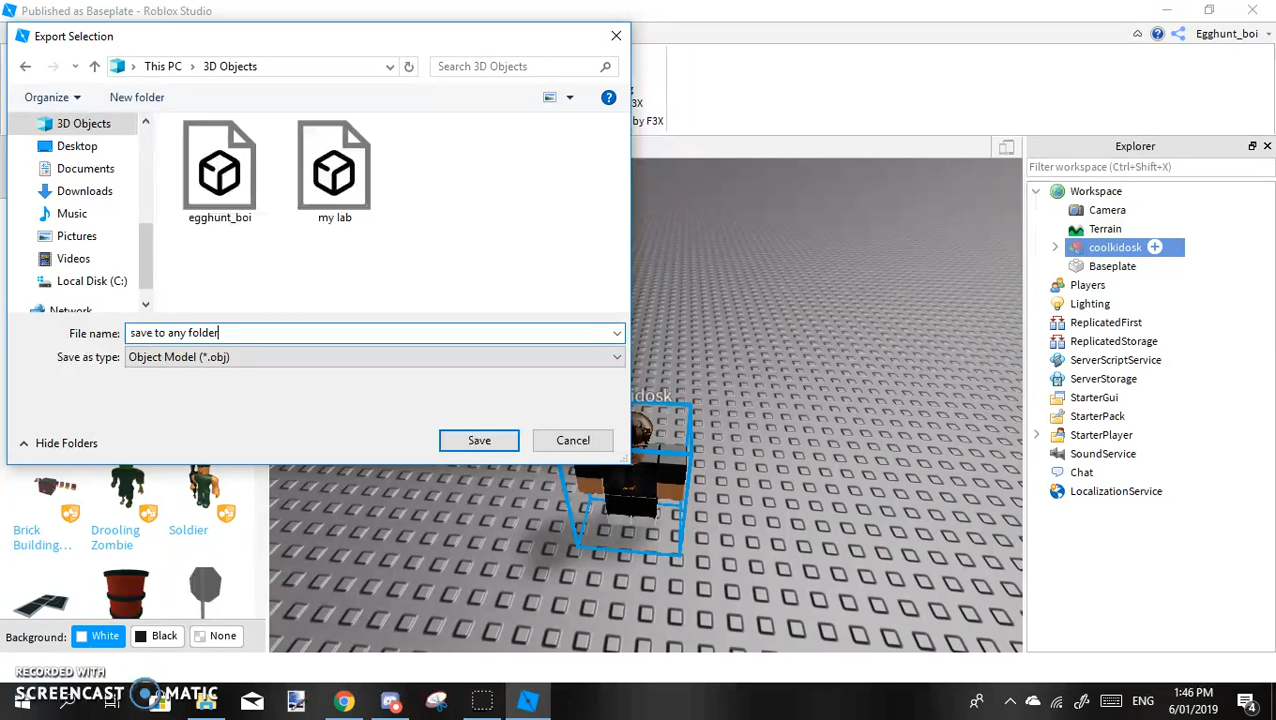 Published as Baseplate - Roblox Studio
Export Selection
Egghunt_boi
This PC
3D Objects
Search 3D Objects
Organize
New folder
X
by F3X
3D Objects
Desktop
Documents
Downloads
Music
Pictures
Videos
Local Disk (C:)
Network
egghunt_boi
my lab
File name:
save to any folder
Save as type:
Object Model (*.obj)
Hide Folders
Save
Cancel
Explorer
Filter workspace (Ctrl+Shift+X)
Workspace
Camera
Terrain
coolkidosk
Baseplate
Players
Lighting
ReplicatedFirst
ReplicatedStorage
ServerScriptService
ServerStorage
StarterGui
StarterPack
StarterPlayer
SoundService
Chat
LocalizationService
idosk
Brick
Building...
Drooling
Zombie
Soldier
Background:
White
Black
None
RECORDED WITH
SCREENCAST
MATIC
ENG
1:46 PM
6/01/2019
4